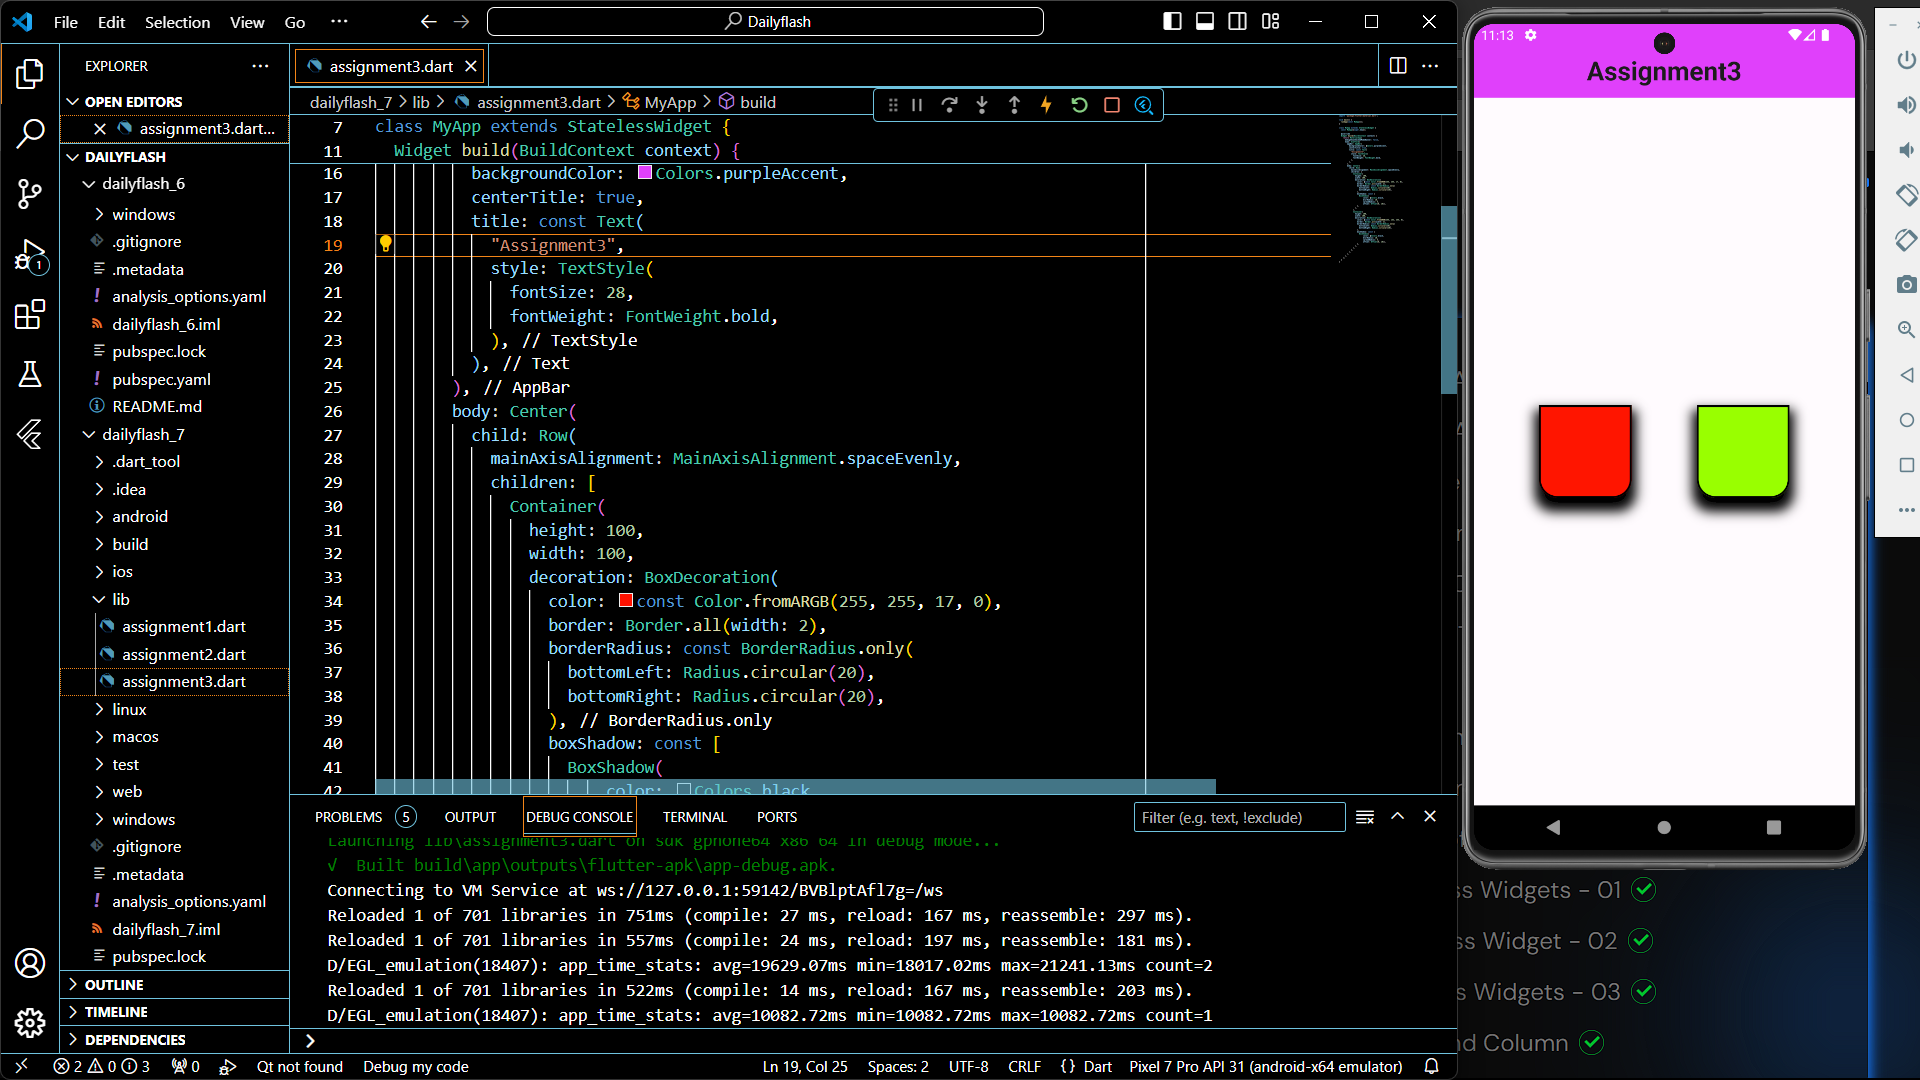 File Edit Selection View Go ··· Dailyflash
EXPLORER
OPEN EDITORS
assignment3.dart...
DAILYFLASH
dailyflash_6
windows
.gitignore
.metadata
analysis_options.yaml
dailyflash_6.iml
pubspec.lock
pubspec.yaml
README.md
dailyflash_7
.dart_tool
.idea
android
build
ios
lib
assignment1.dart
assignment2.dart
assignment3.dart
linux
macos
test
web
windows
.gitignore
.metadata
analysis_options.yaml
dailyflash_7.iml
pubspec.lock
OUTLINE
TIMELINE
DEPENDENCIES
1
assignment3.dart
dailyflash_7 > lib > assignment3.dart > MyApp > build
7 class MyApp extends StatelessWidget {
11 Widget build(BuildContext context) {
16 backgroundColor: Colors.purpleAccent,
17 centerTitle: true,
18 title: const Text(
19 "Assignment3",
20 style: TextStyle(
21 fontSize: 28,
22 fontWeight: FontWeight.bold,
23 ), // TextStyle
24 ), // Text
25 ), // AppBar
26 body: Center(
27 child: Row(
28 mainAxisAlignment: MainAxisAlignment.spaceEvenly,
29 children: [
30 Container(
31 height: 100,
32 width: 100,
33 decoration: BoxDecoration(
34 color: const Color.fromARGB(255, 255, 17, 0),
35 border: Border.all(width: 2),
36 borderRadius: const BorderRadius.only(
37 bottomLeft: Radius.circular(20),
38 bottomRight: Radius.circular(20),
39 ), // BorderRadius.only
40 boxShadow: const [
41 BoxShadow(
42 color: Colors.black
PROBLEMS 5 OUTPUT DEBUG CONSOLE TERMINAL PORTS Filter (e.g. text, !exclude)
Launching lib\assignment3.dart on sdk gphone64 x86 64 in debug mode...
√ Built build\app\outputs\flutter-apk\app-debug.apk.
Connecting to VM Service at ws://127.0.0.1:59142/BVBlptAfl7g=/ws
Reloaded 1 of 701 libraries in 751ms (compile: 27 ms, reload: 167 ms, reassemble: 297 ms).
Reloaded 1 of 701 libraries in 557ms (compile: 24 ms, reload: 197 ms, reassemble: 181 ms).
D/EGL_emulation(18407): app_time_stats: avg=19629.07ms min=18017.02ms max=21241.13ms count=2
Reloaded 1 of 701 libraries in 522ms (compile: 14 ms, reload: 167 ms, reassemble: 203 ms).
D/EGL_emulation(18407): app_time_stats: avg=10082.72ms min=10082.72ms max=10082.72ms count=1
>
2 0 3 0 Qt not found Debug my code Ln 19, Col 25 Spaces: 2 UTF-8 CRLF {} Dart Pixel 7 Pro API 31 (android-x64 emulator)
11:13
Assignment3
ss Widgets - 01
ss Widget - 02
s Widgets - 03
nd Column